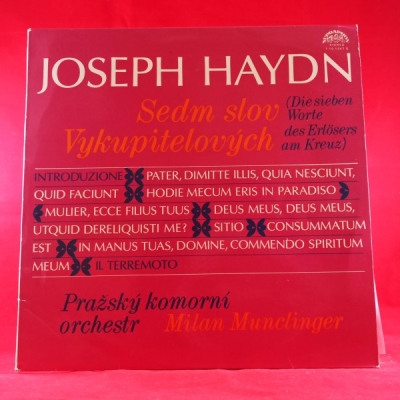 SUPRAPHON
STEREO
JOSEPH HAYDN
Sedm slov
Vykupitelových
(Die sieben
Worte
des Erlösers
am Kreuz)
INTRODUZIONE PATER, DIMITTE ILLIS, QUIA NESCIUNT,
QUID FACIUNT HODIE MECUM ERIS IN PARADISO
MULIER, ECCE FILIUS TUUS DEUS MEUS, DEUS MEUS,
UTQUID DERELIQUISTI ME? SITIO CONSUMMATUM
EST IN MANUS TUAS, DOMINE, COMMENDO SPIRITUM
MEUM IL TERREMOTO
Pražský komorní
orchestr Milan Munclinger